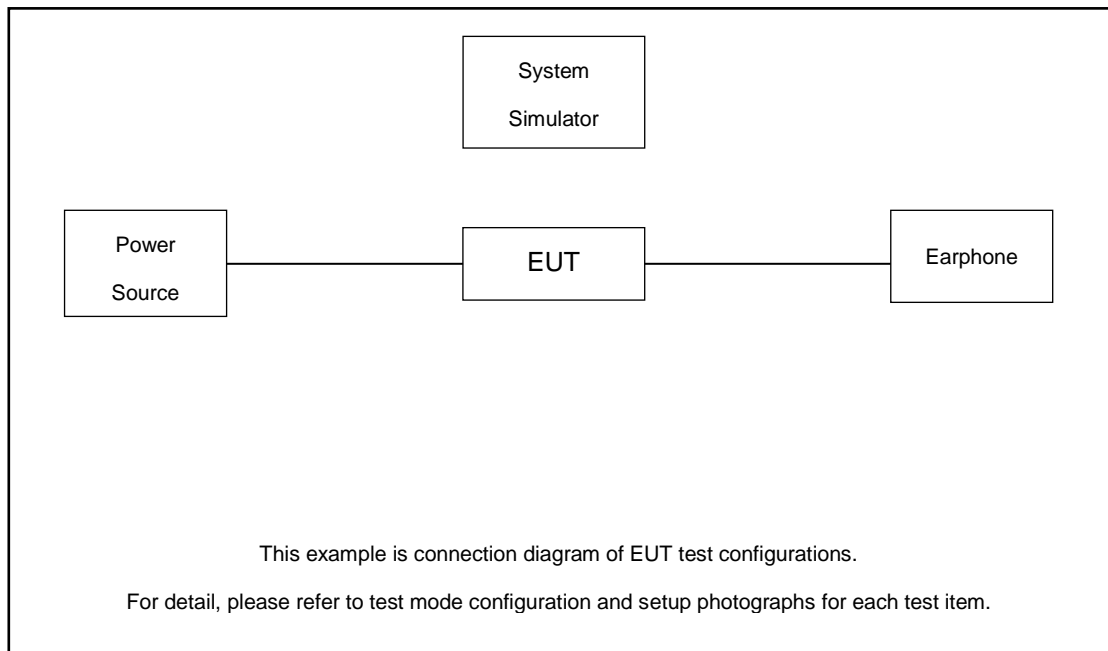 System
Simulator
Power
Source
EUT
Earphone
This example is connection diagram of EUT test configurations.
For detail, please refer to test mode configuration and setup photographs for each test item.